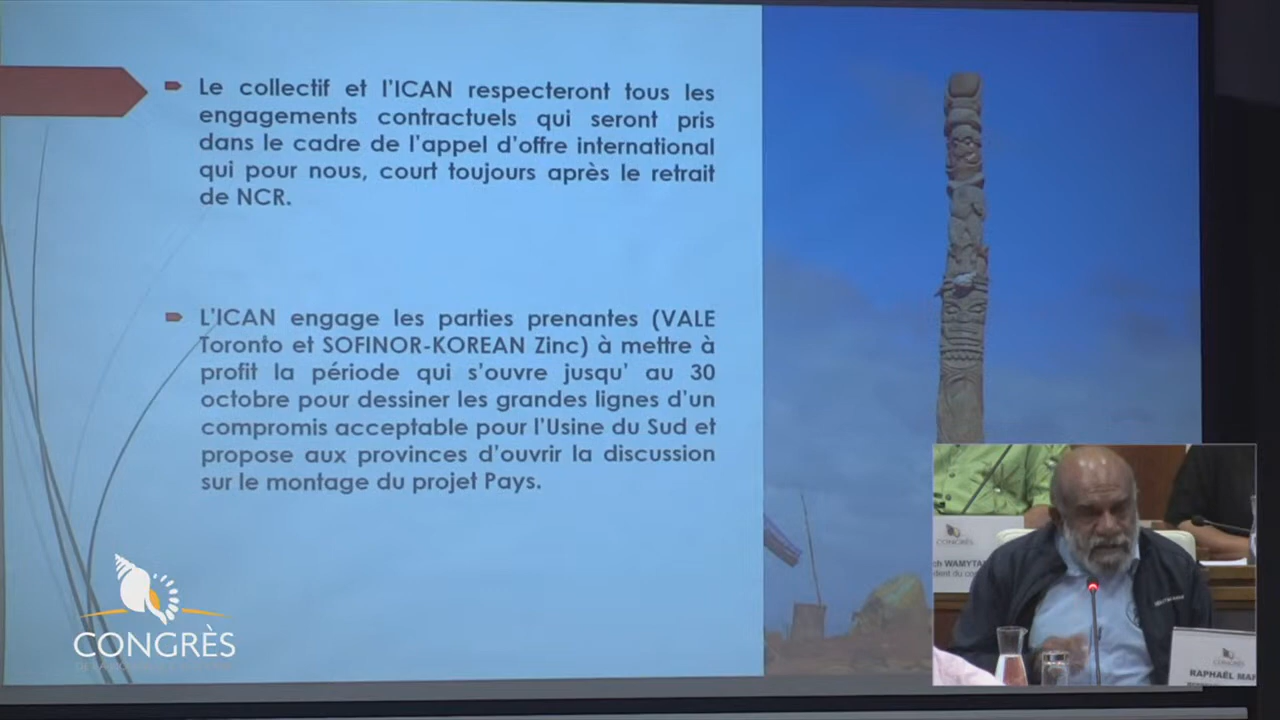 Le collectif et l'ICAN respecteront tous les
engagements contractuels qui seront pris
dans le cadre de l'appel d'offre international
qui pour nous, court toujours après le retrait
de NCR.
L'ICAN engage les parties prenantes (VALE
Toronto et SOFINOR-KOREAN Zinc) à mettre à
profit la période qui s'ouvre jusqu' au 30
octobre pour dessiner les grandes lignes d'un
compromis acceptable pour l'Usine du Sud et
propose aux provinces d'ouvrir la discussion
sur le montage du projet Pays.
CONGRÈS
CONGRÈS
CONGRÈS
RAPHAËL